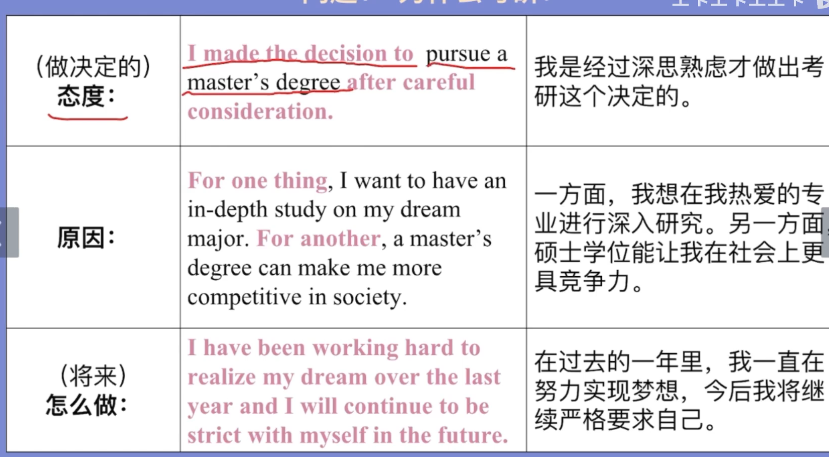 （做决定的）
态度：
I made the decision to pursue a
master's degree after careful
consideration.
我是经过深思熟虑才做出考
研这个决定的。
原因：
For one thing, I want to have an
in-depth study on my dream
major. For another, a master's
degree can make me more
competitive in society.
一方面，我想在我热爱的专
业进行深入研究。另一方面，
硕士学位能让我在社会上更
具竞争力。
（将来）
怎么做：
I have been working hard to
realize my dream over the last
year and I will continue to be
strict with myself in the future.
在过去的一年里，我一直在
努力实现梦想，今后我将继
续严格要求自己。